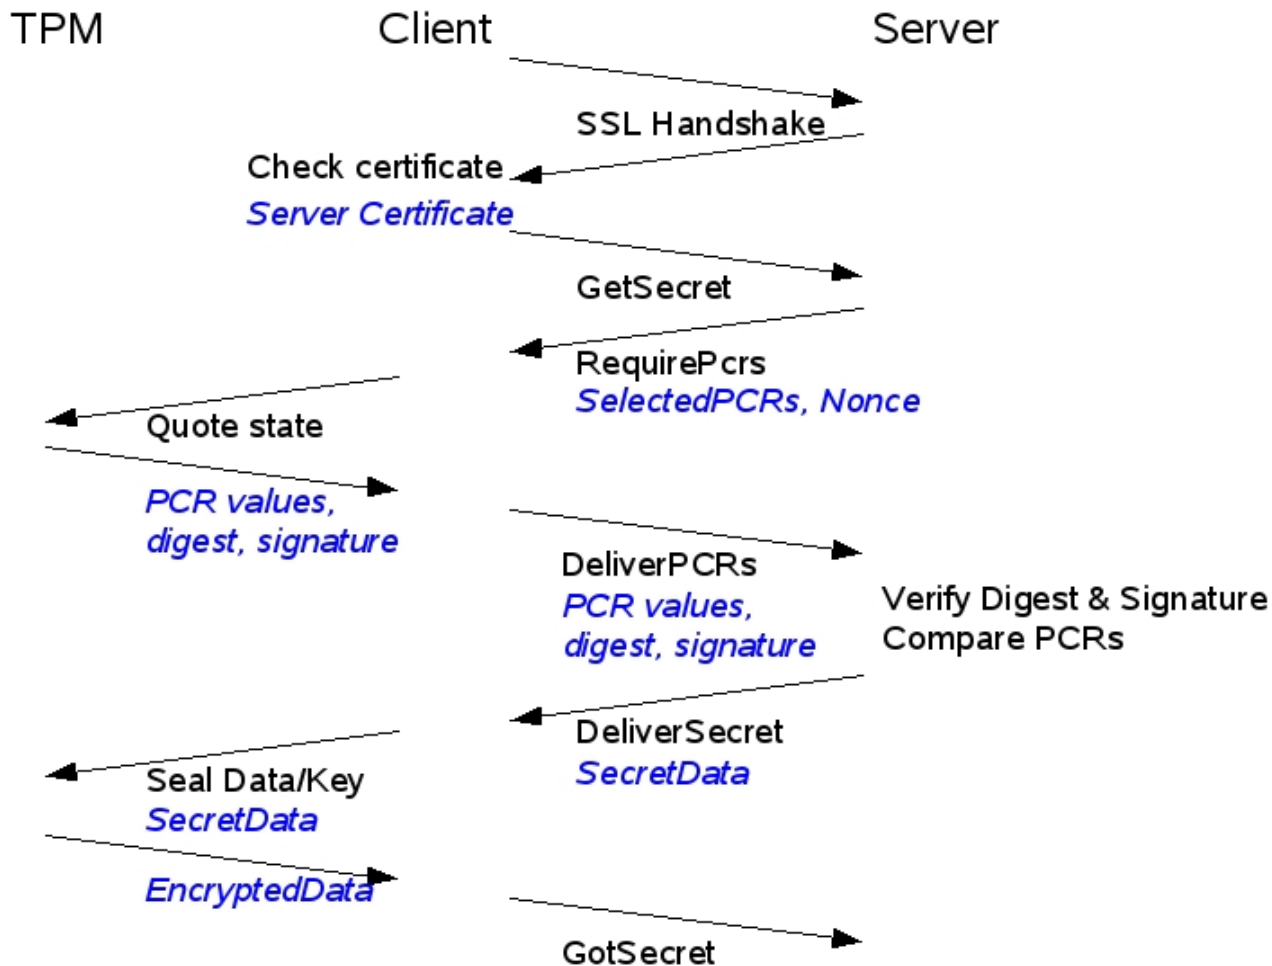 TPM
Client
Server
SSL Handshake
Check certificate
Server Certificate
GetSecret
RequirePcrs
SelectedPCRs, Nonce
Quote state
PCR values,
digest, signature
DeliverPCRs
PCR values,
digest, signature
Verify Digest & Signature
Compare PCRs
DeliverSecret
SecretData
Seal Data/Key
SecretData
EncryptedData
GotSecret